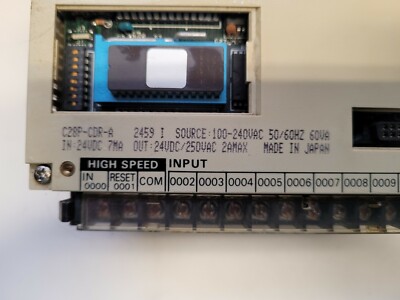 C28P-CDR-A 2459 I SOURCE:100-240VAC 50/60HZ 60VA
IN:24VDC 7MA OUT:24VDC/250VAC 2AMAX MADE IN JAPAN
HIGH SPEED INPUT
IN 0000 RESET 0001 COM 0002 0003 0004 0005 0006 0007 0008 0009